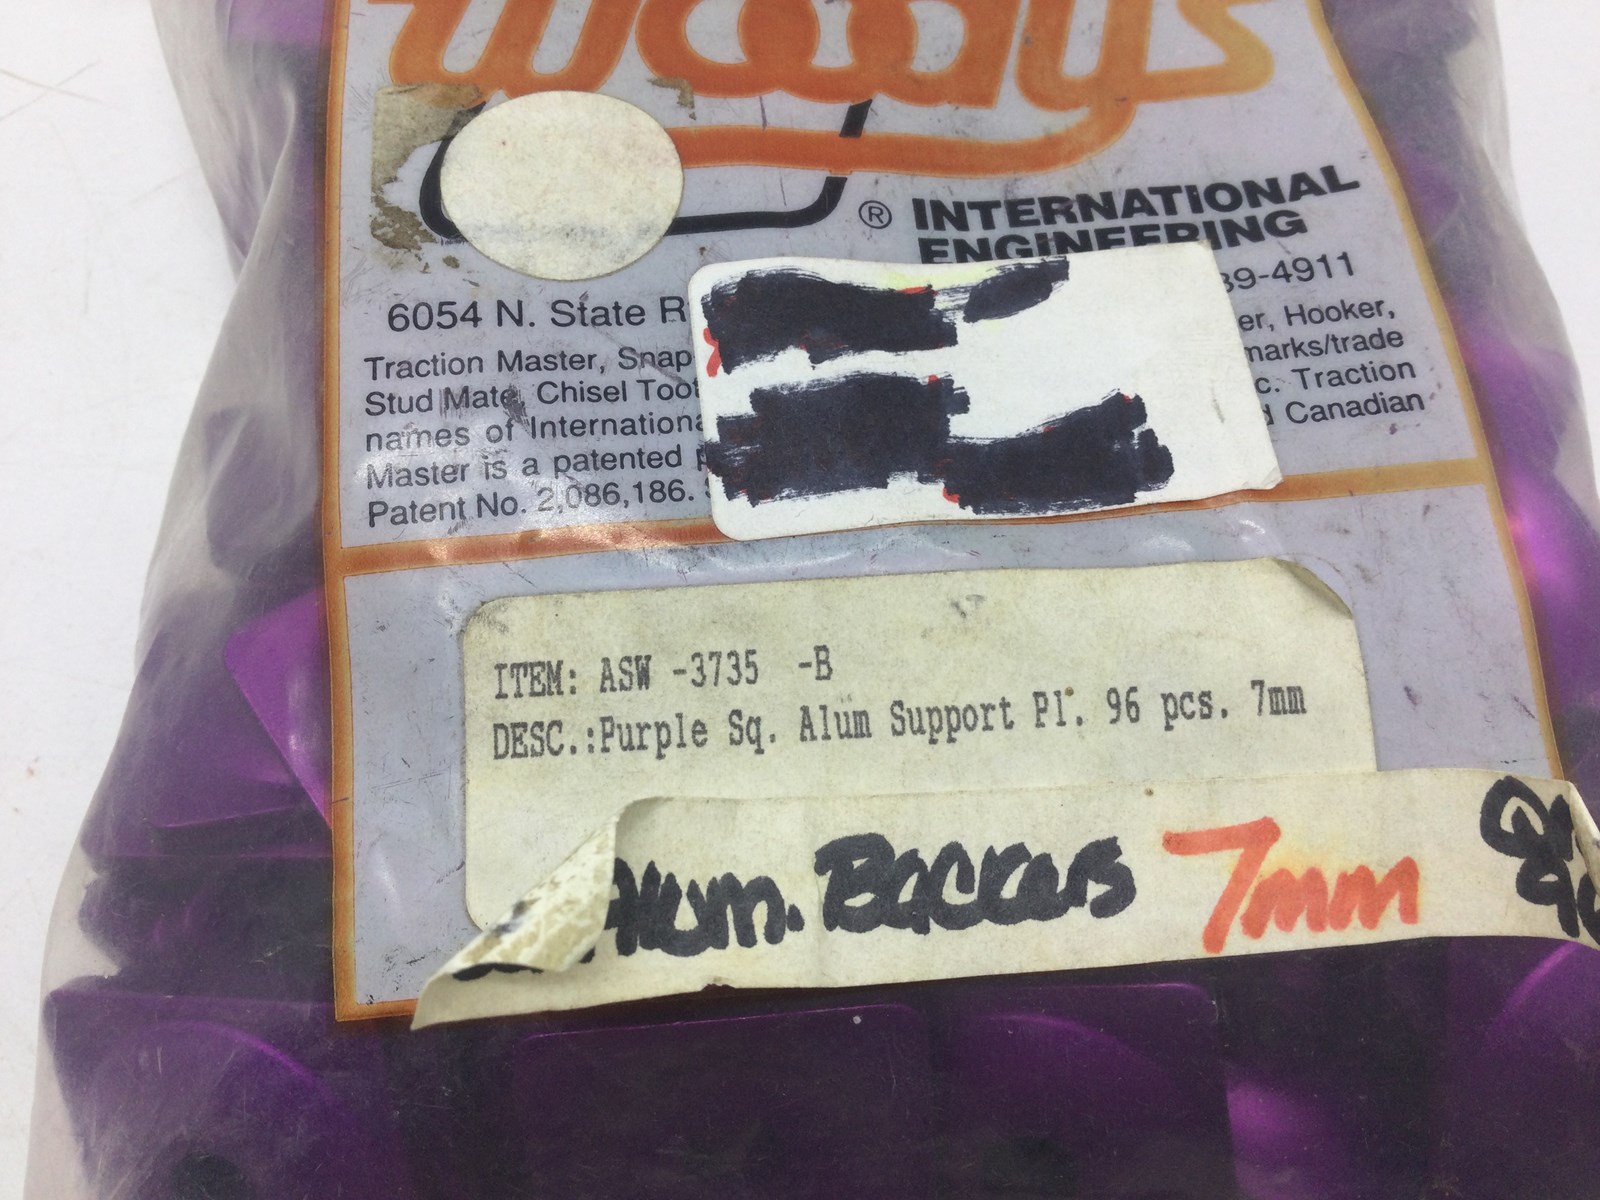 Woody's
® INTERNATIONAL
ENGINEERING
6054 N. State R 39-4911
Traction Master, Snap er, Hooker,
Stud Mate, Chisel Toot marks/trade
names of Internationa c. Traction
Master is a patented p d Canadian
Patent No. 2,086,186.
ITEM: ASW -3735 -B
DESC.:Purple Sq. Alum Support Pl. 96 pcs. 7mm
Alum. Backers 7mm